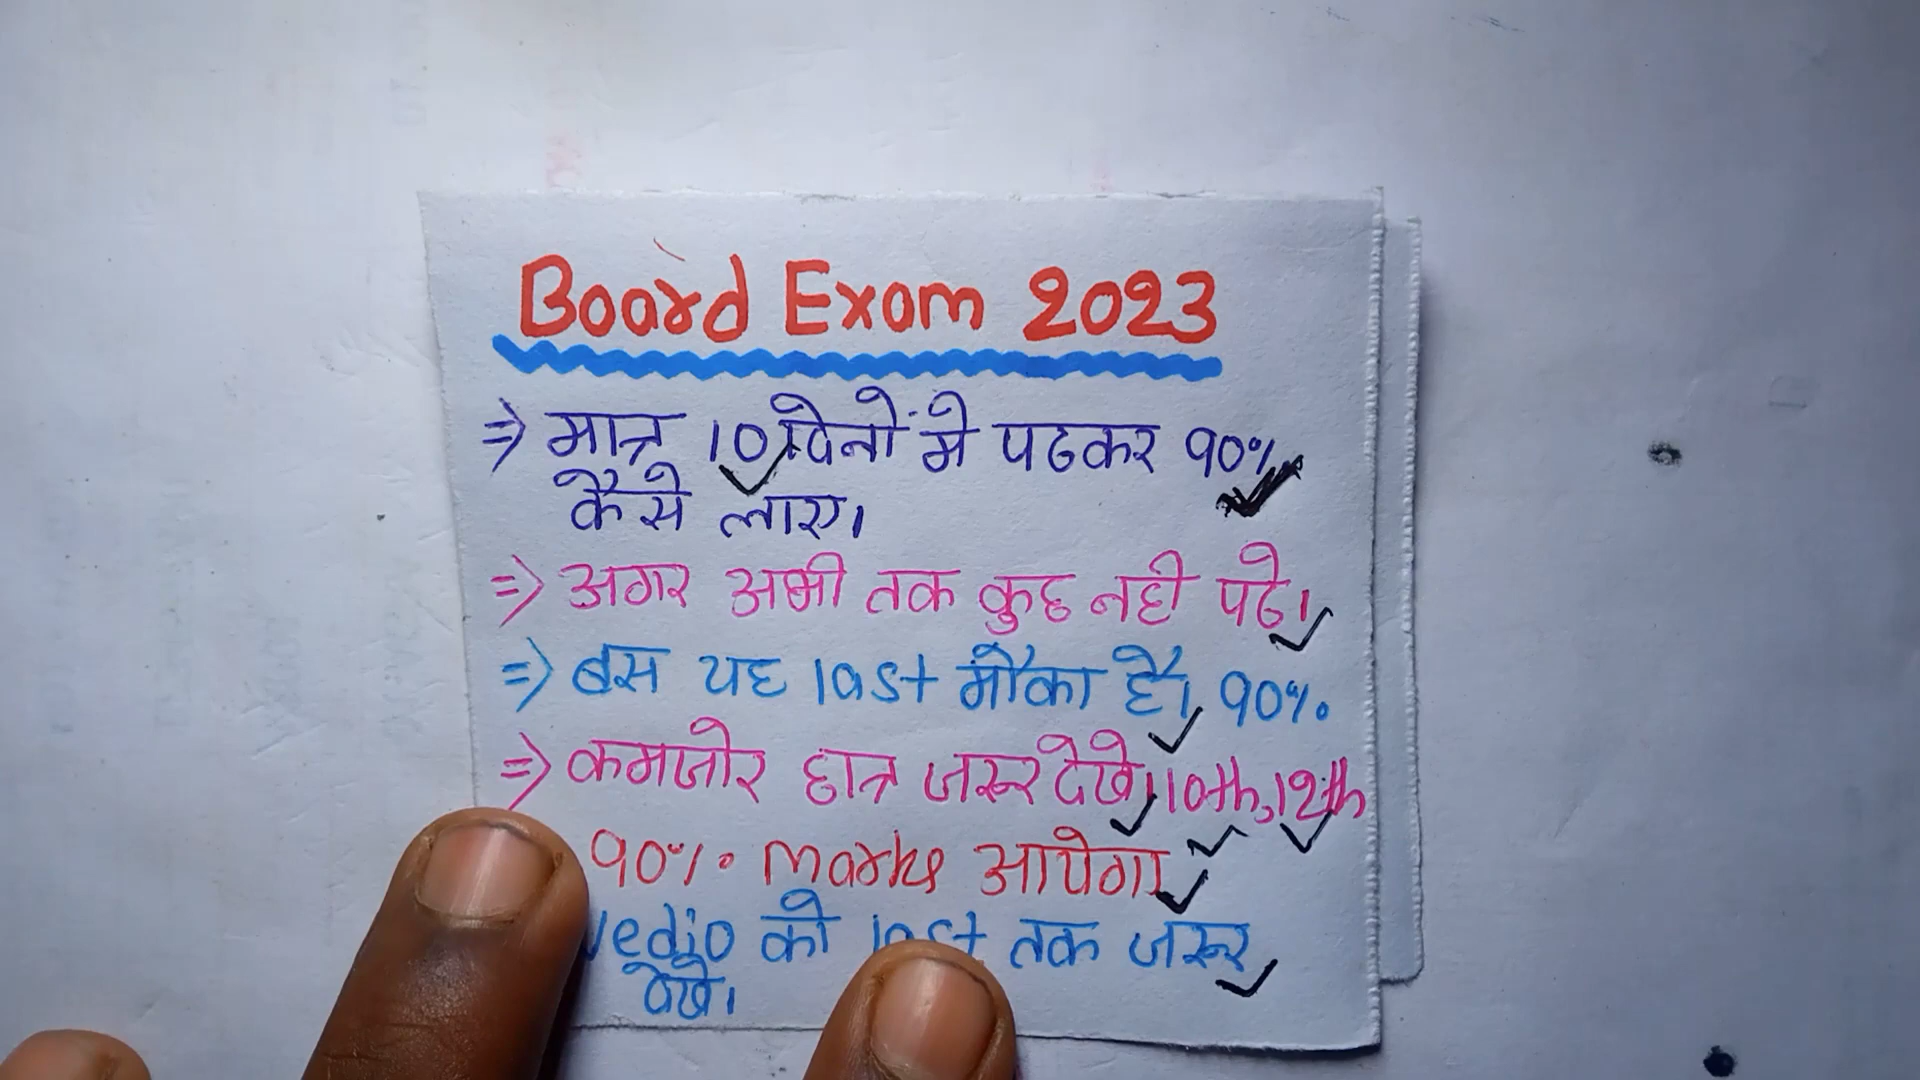 Board Exam 2023
=> मात्र 10 दिनों में पढकर 90%
कैसे लाए।
=> अगर अभी तक कुछ नही पढे।
=> बस यह last मौका है। 90%
=> कमजोर छात्र जरूर देखे। 10th, 12th
90% marks आयेगा
vedio को last तक जरूर
देखे।